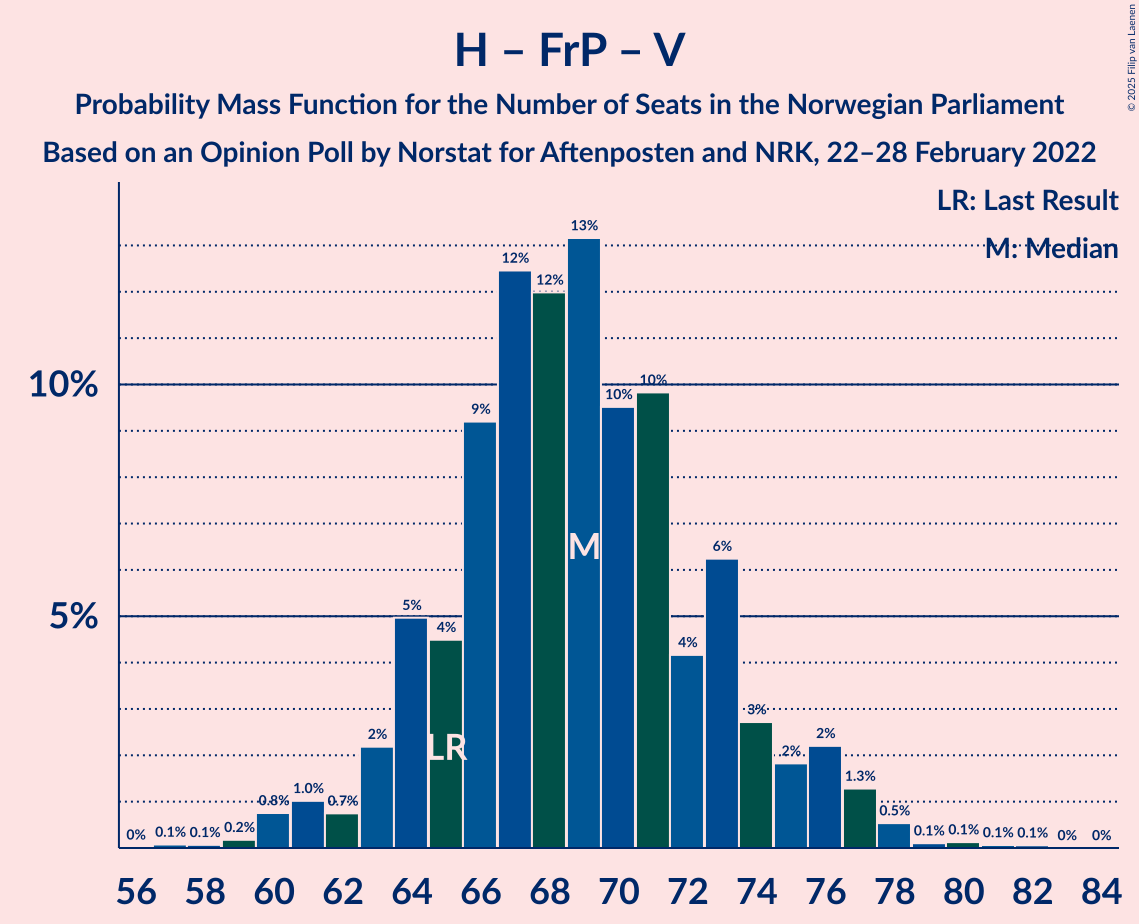 H – FrP – V
Probability Mass Function for the Number of Seats in the Norwegian Parliament
Based on an Opinion Poll by Norstat for Aftenposten and NRK, 22–28 February 2022
© 2025 Filip van Laenen
LR: Last Result
M: Median
10%
5%
0% 0.1% 0.1% 0.2% 0.8% 1.0% 0.7% 2% 5% 4% 9% 12% 12% 13% 10% 10% 4% 6% 3% 2% 2% 1.3% 0.5% 0.1% 0.1% 0.1% 0.1% 0% 0%
M
LR
56 58 60 62 64 66 68 70 72 74 76 78 80 82 84